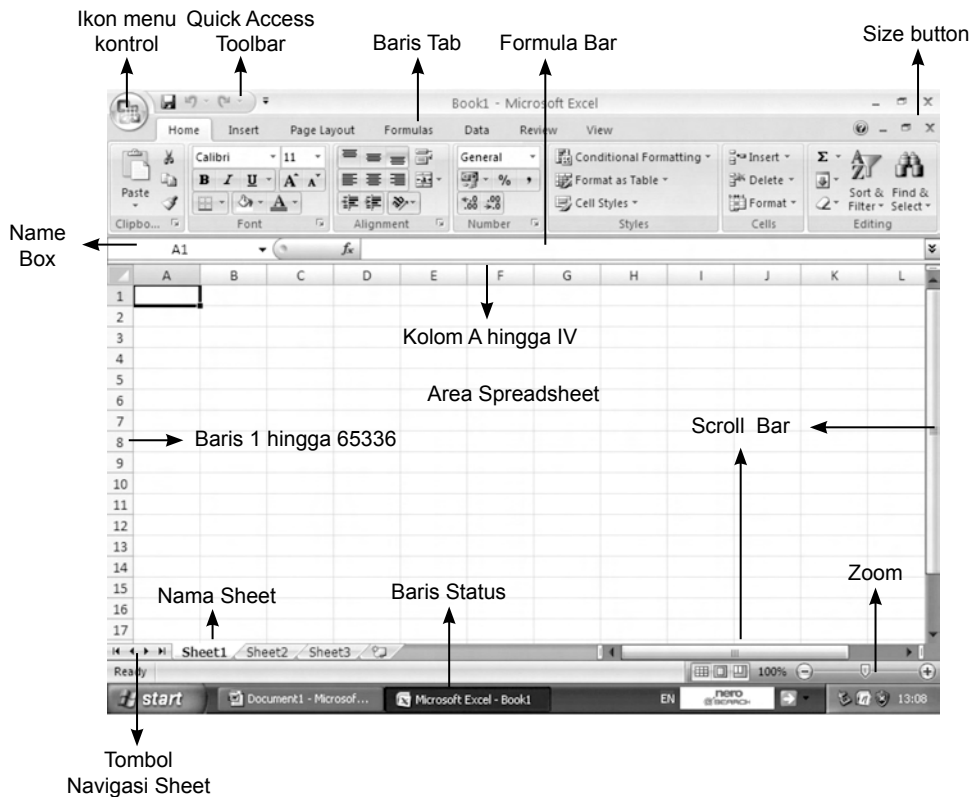 Ikon menu
kontrol
Quick Access
Toolbar
Baris Tab
Formula Bar
Size button
Book1 - Microsoft Excel
Home Insert Page Layout Formulas Data Review View
Paste
Calibri 11
B I U A A
A
General
% ,
Conditional Formatting
Format as Table
Cell Styles
Insert
Delete
Format
Σ
Sort &
Filter
Find &
Select
Clipbo... Font Alignment Number Styles Cells Editing
Name
Box
A1 fx
A B C D E F G H I J K L
1
2
3
Kolom A hingga IV
4
5
6
Area Spreadsheet
7
8
Baris 1 hingga 65336
Scroll Bar
9
10
11
12
13
14
15
16
17
Nama Sheet
Baris Status
Zoom
Sheet1 Sheet2 Sheet3
Ready 100%
start Document1 - Microsof... Microsoft Excel - Book1 EN nero SEARCH 13:08
Tombol
Navigasi Sheet